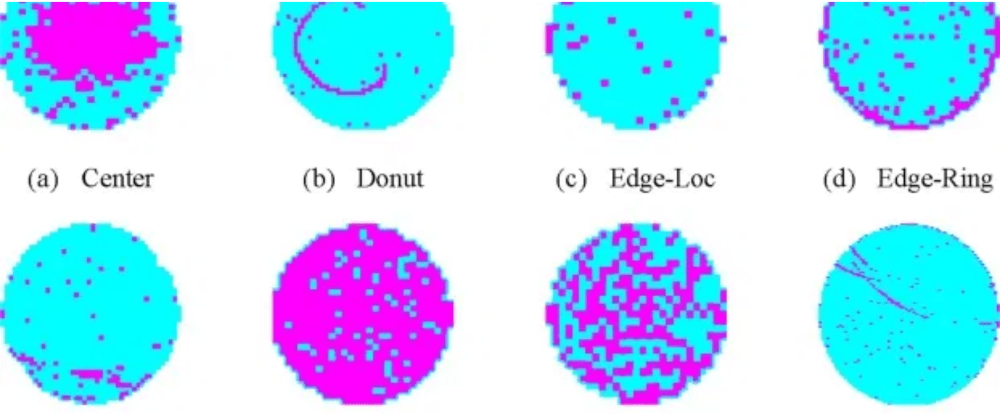 (a) Center
(b) Donut
(c) Edge-Loc
(d) Edge-Ring